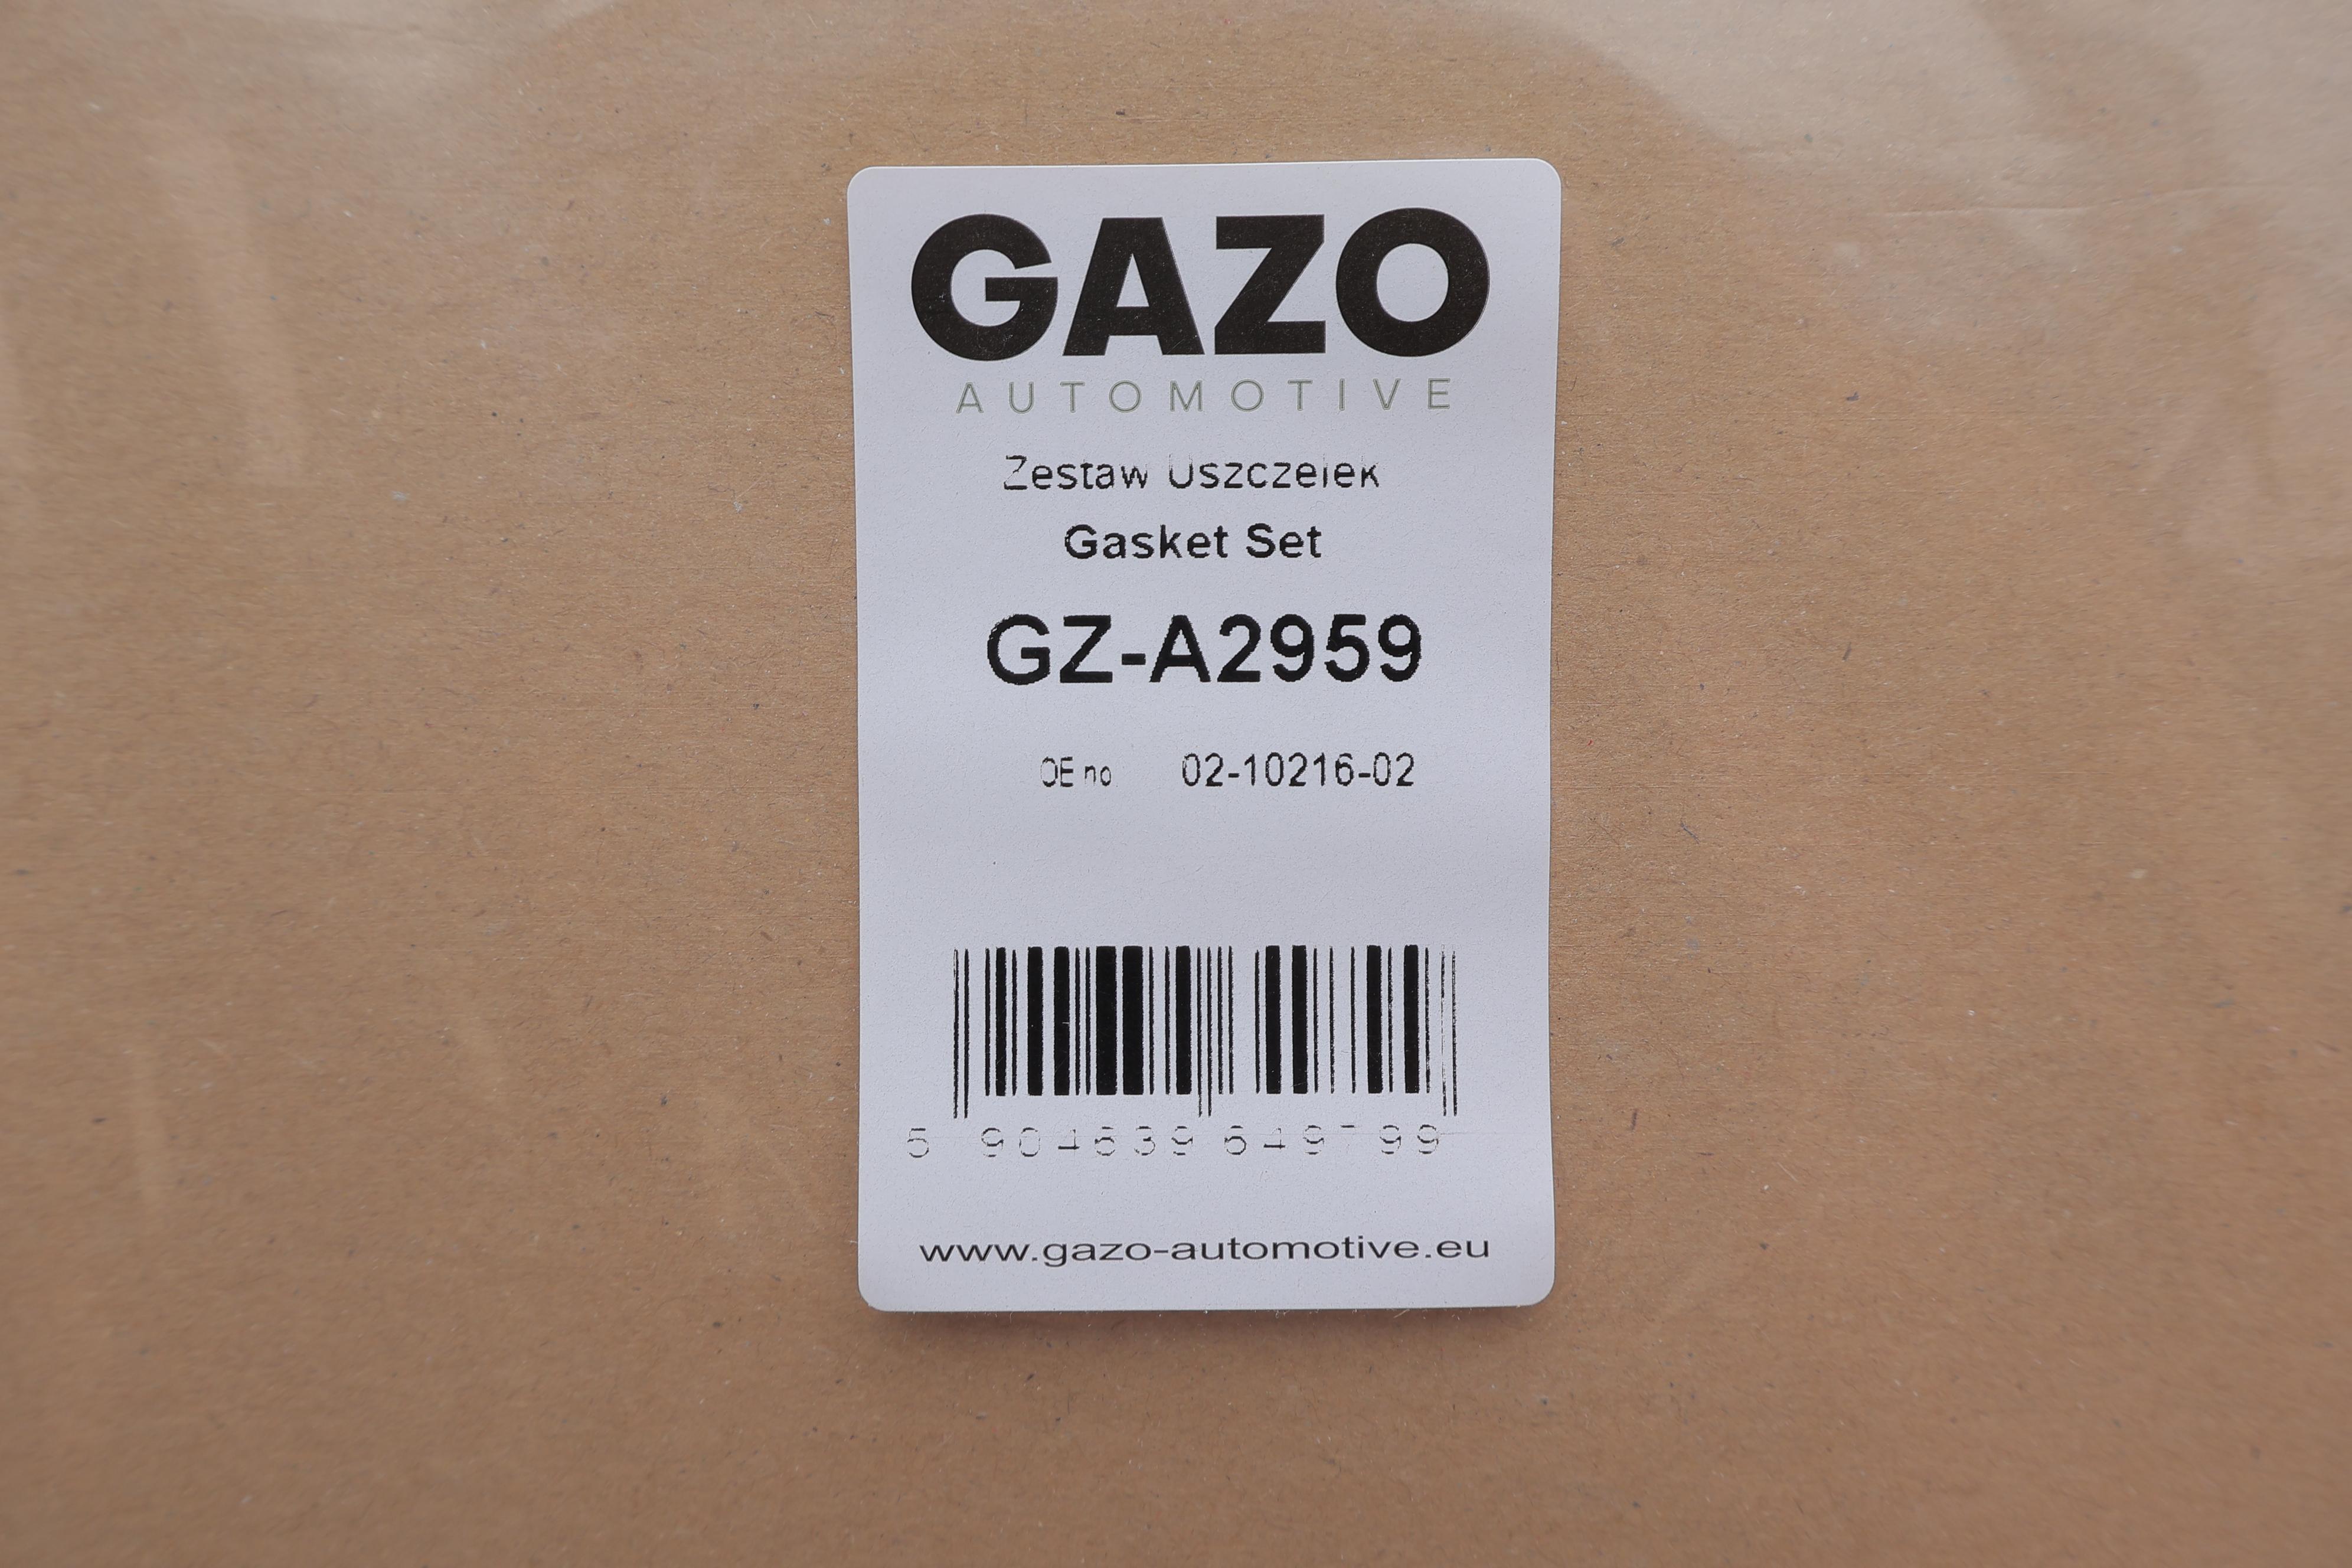 GAZO
AUTOMOTIVE
Zestaw Uszczelek
Gasket Set
GZ-A2959
OE no 02-10216-02
5 904639 649799
www.gazo-automotive.eu